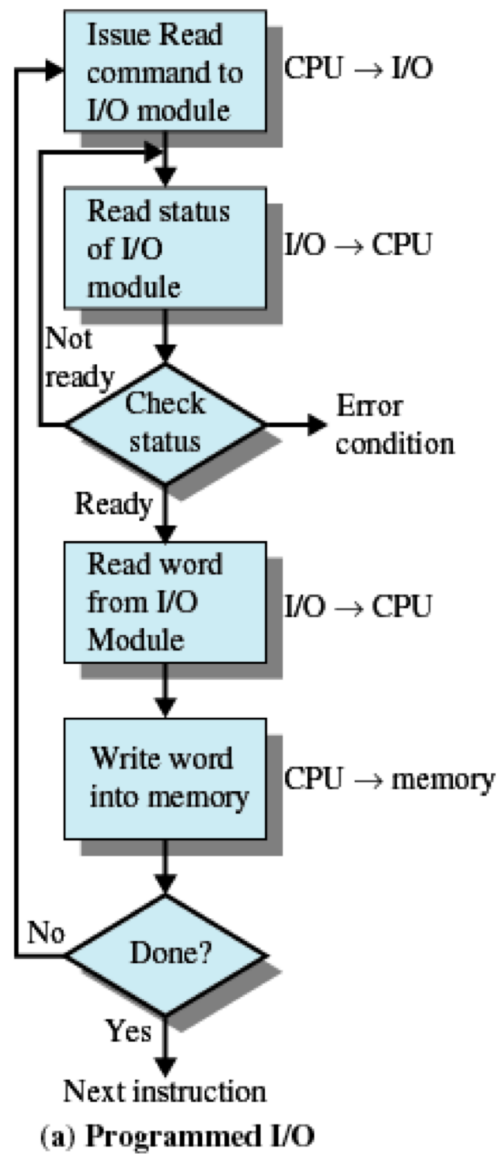 Issue Read
command to
I/O module
CPU → I/O
Read status
of I/O
module
I/O → CPU
Not
ready
Check
status
Error
condition
Ready
Read word
from I/O
Module
I/O → CPU
Write word
into memory
CPU → memory
No
Done?
Yes
Next instruction
(a) Programmed I/O